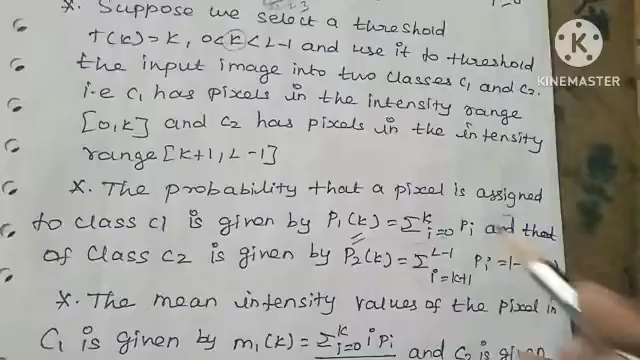 *. Suppose we select a threshold
T(K)=K, 0<K<L-1 and use it to threshold
the input image into two classes C1 and C2.
i.e C1 has pixels in the intensity range
[0,K] and C2 has pixels in the intensity
range [K+1, L-1]
*. The probability that a pixel is assigned
to class C1 is given by P1(K) = Σ^K_{i=0} Pi and that
of class C2 is given by P2(K) = Σ^{L-1}_{i=K+1} Pi = 1-
*. The mean intensity values of the pixel in
C1 is given by m1(K) = Σ^K_{i=0} i Pi and C2 is given
KINEMASTER